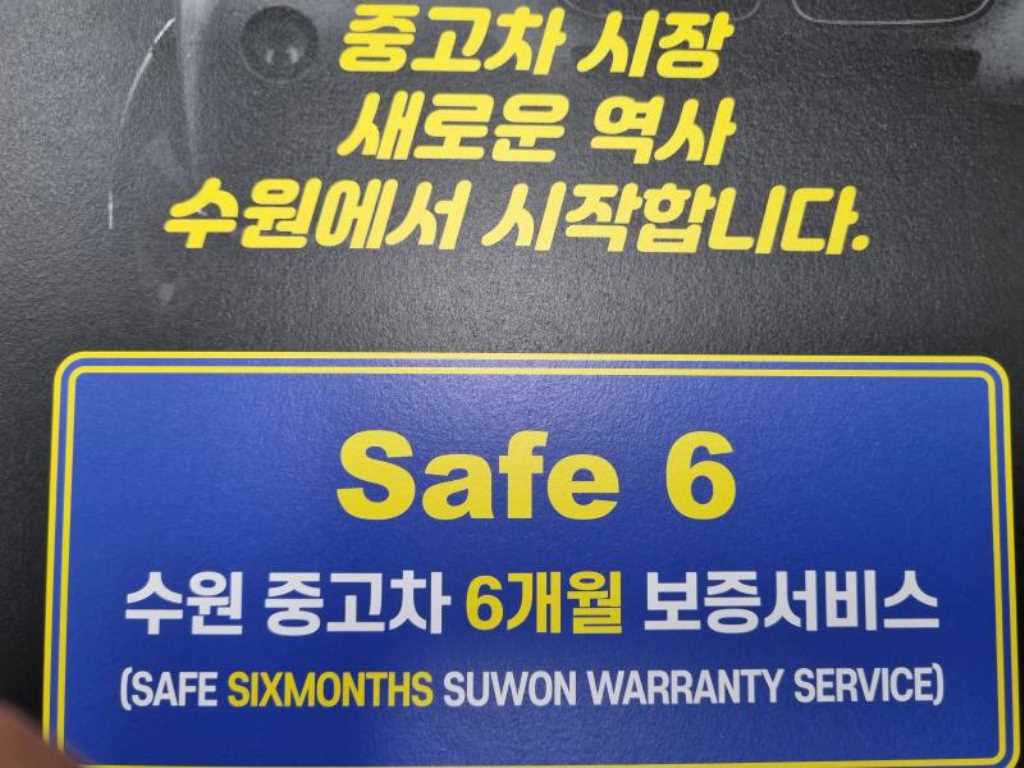 중고차 시장
새로운 역사
수원에서 시작합니다.
Safe 6
수원 중고차 6개월 보증서비스
(SAFE SIXMONTHS SUWON WARRANTY SERVICE)